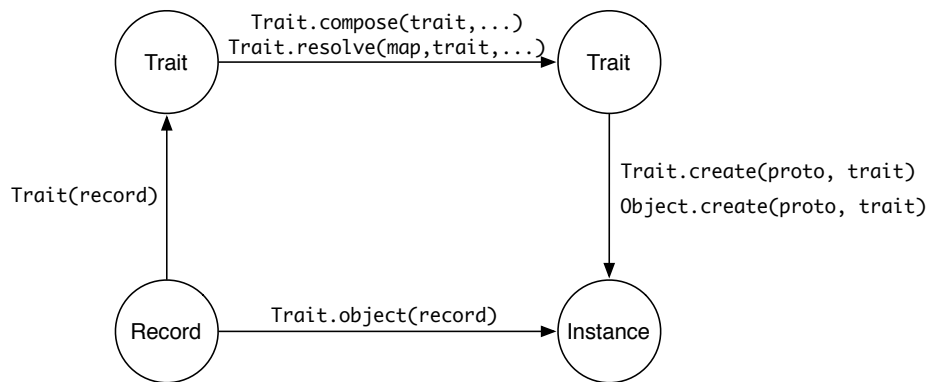 Trait.compose(trait,...)
Trait.resolve(map,trait,...)
Trait
Trait
Trait(record)
Trait.create(proto, trait)
Object.create(proto, trait)
Record
Trait.object(record)
Instance